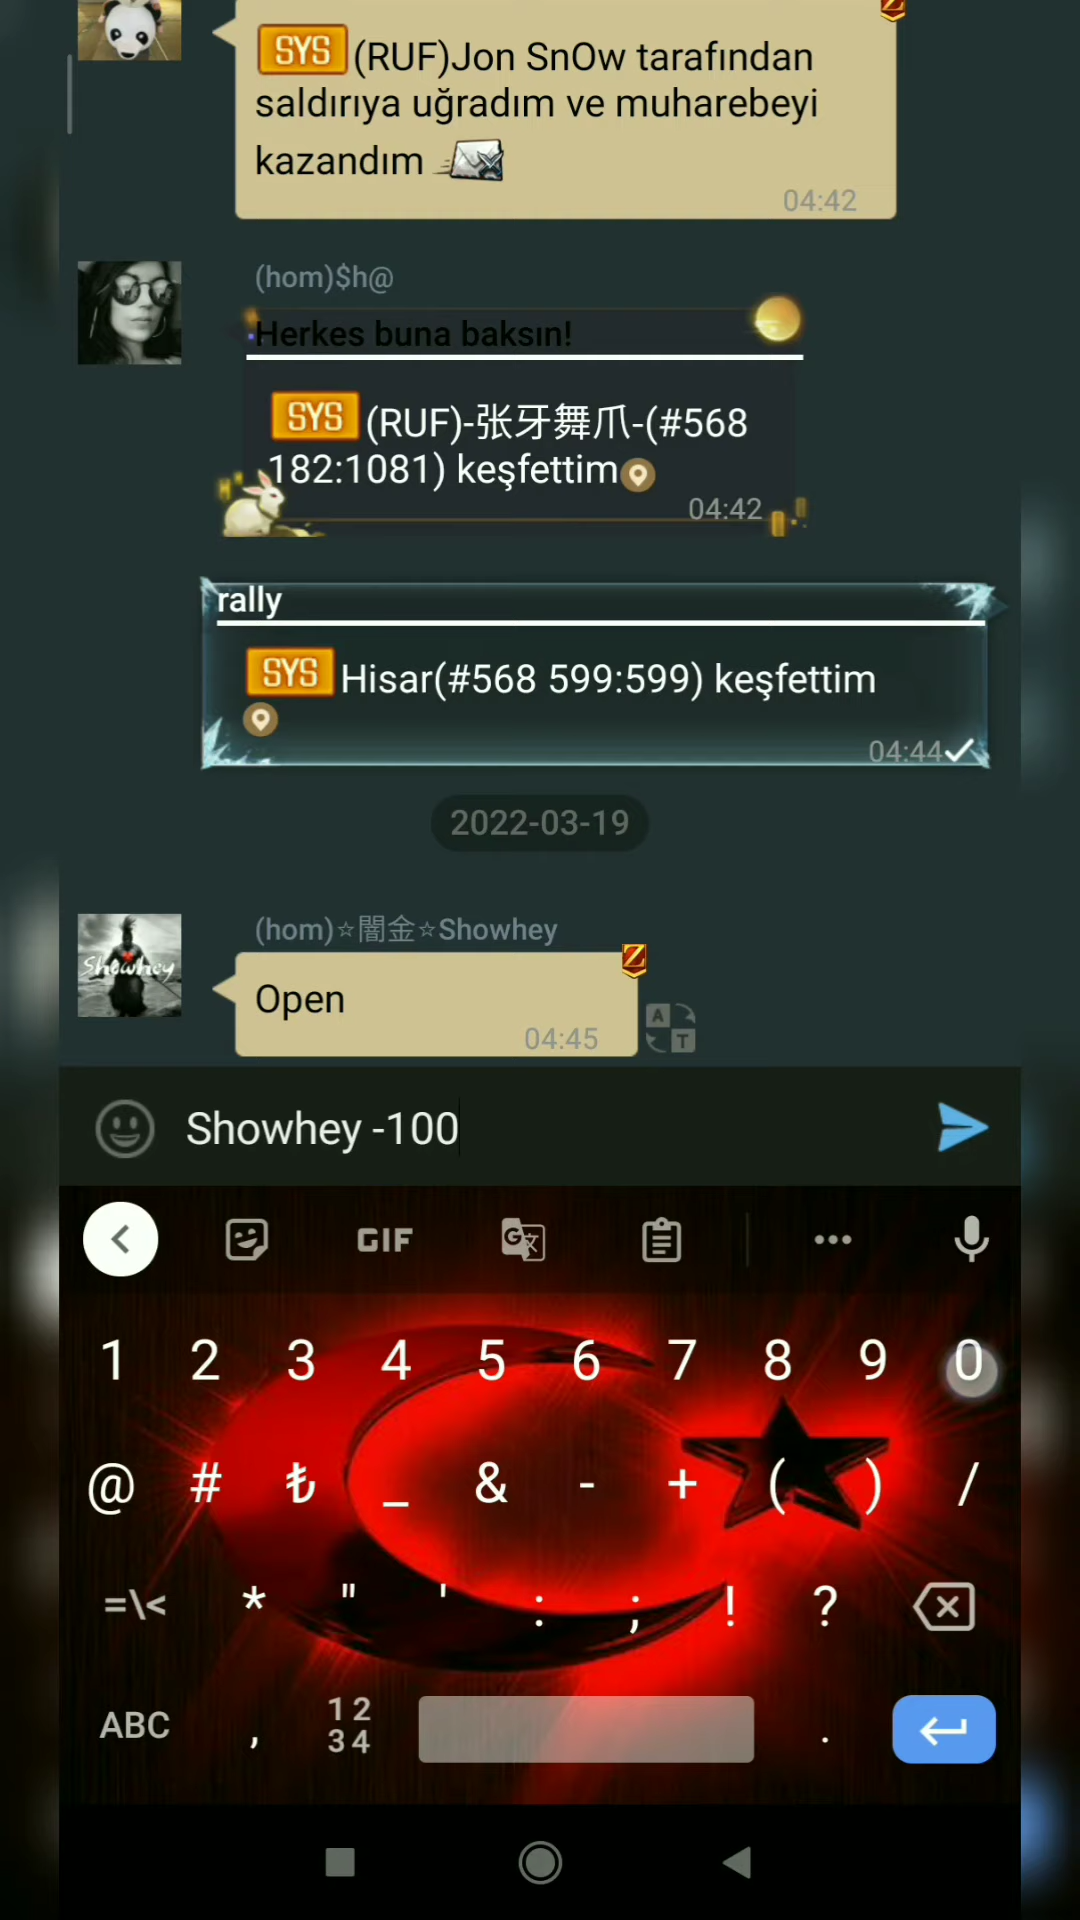 SYS (RUF)Jon SnOw tarafından
saldırıya uğradım ve muharebeyi
kazandım
04:42
(hom)$h@
Herkes buna baksın!
SYS (RUF)-张牙舞爪-(#568
182:1081) keşfettim
04:42
rally
SYS Hisar(#568 599:599) keşfettim
04:44
2022-03-19
Showhey
(hom)☆闇金☆Showhey
Open
04:45
A T
Showhey -100
GIF
1 2 3 4 5 6 7 8 9 0
@ # ₺ _ & - + ( ) /
=\< * " ' : ; ! ?
ABC , 12 34 .